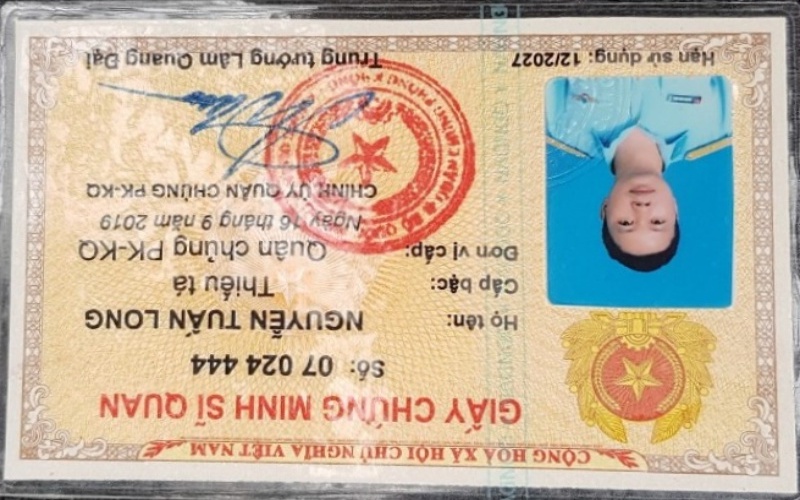 CỘNG HÒA XÃ HỘI CHỦ NGHĨA VIỆT NAM
GIẤY CHỨNG MINH SĨ QUAN
Số: 07 024 444
Họ tên: NGUYỄN TUẤN LONG
Cấp bậc: Thiếu tá
Đơn vị cấp: Quân chủng PK-KQ
Ngày 16 tháng 9 năm 2019
CHÍNH ỦY QUÂN CHỦNG PK-KQ
Hạn sử dụng: 12/2027
Trung tướng Lâm Quang Đại